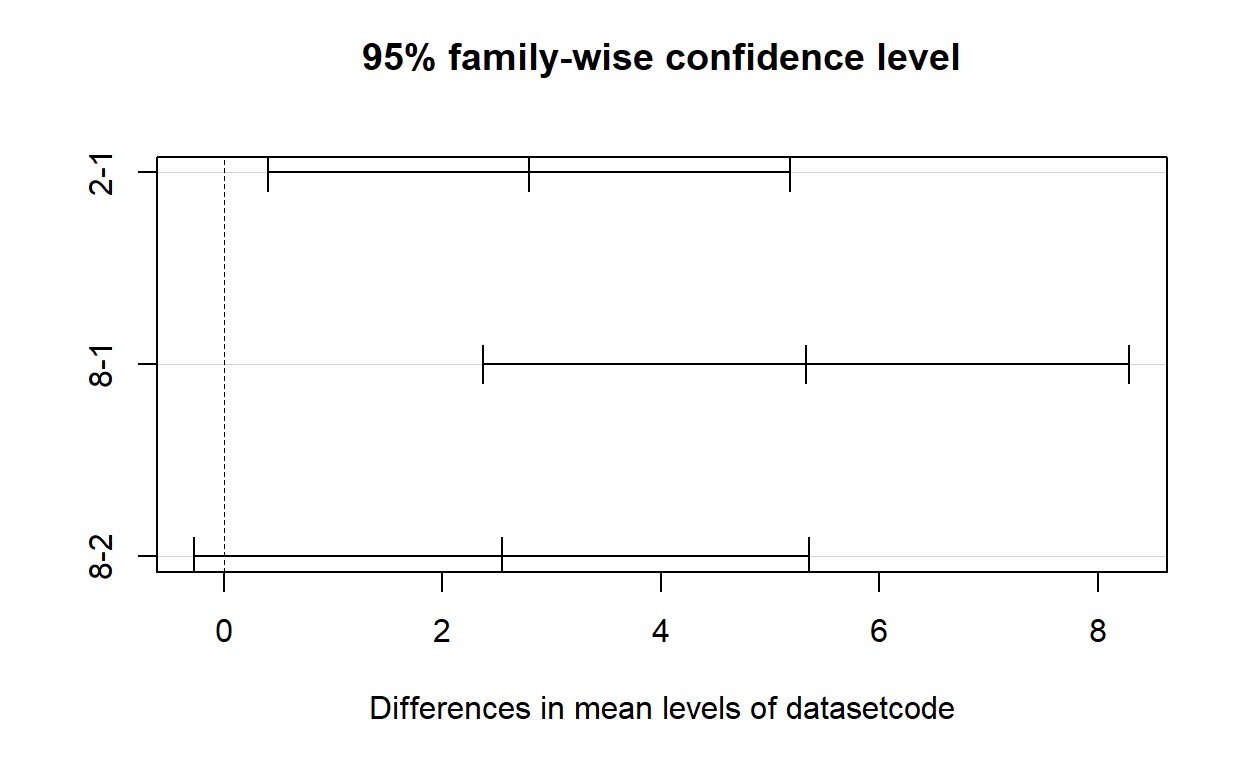 95% family-wise confidence level
2-1
8-1
8-2
0 2 4 6 8
Differences in mean levels of datasetcode